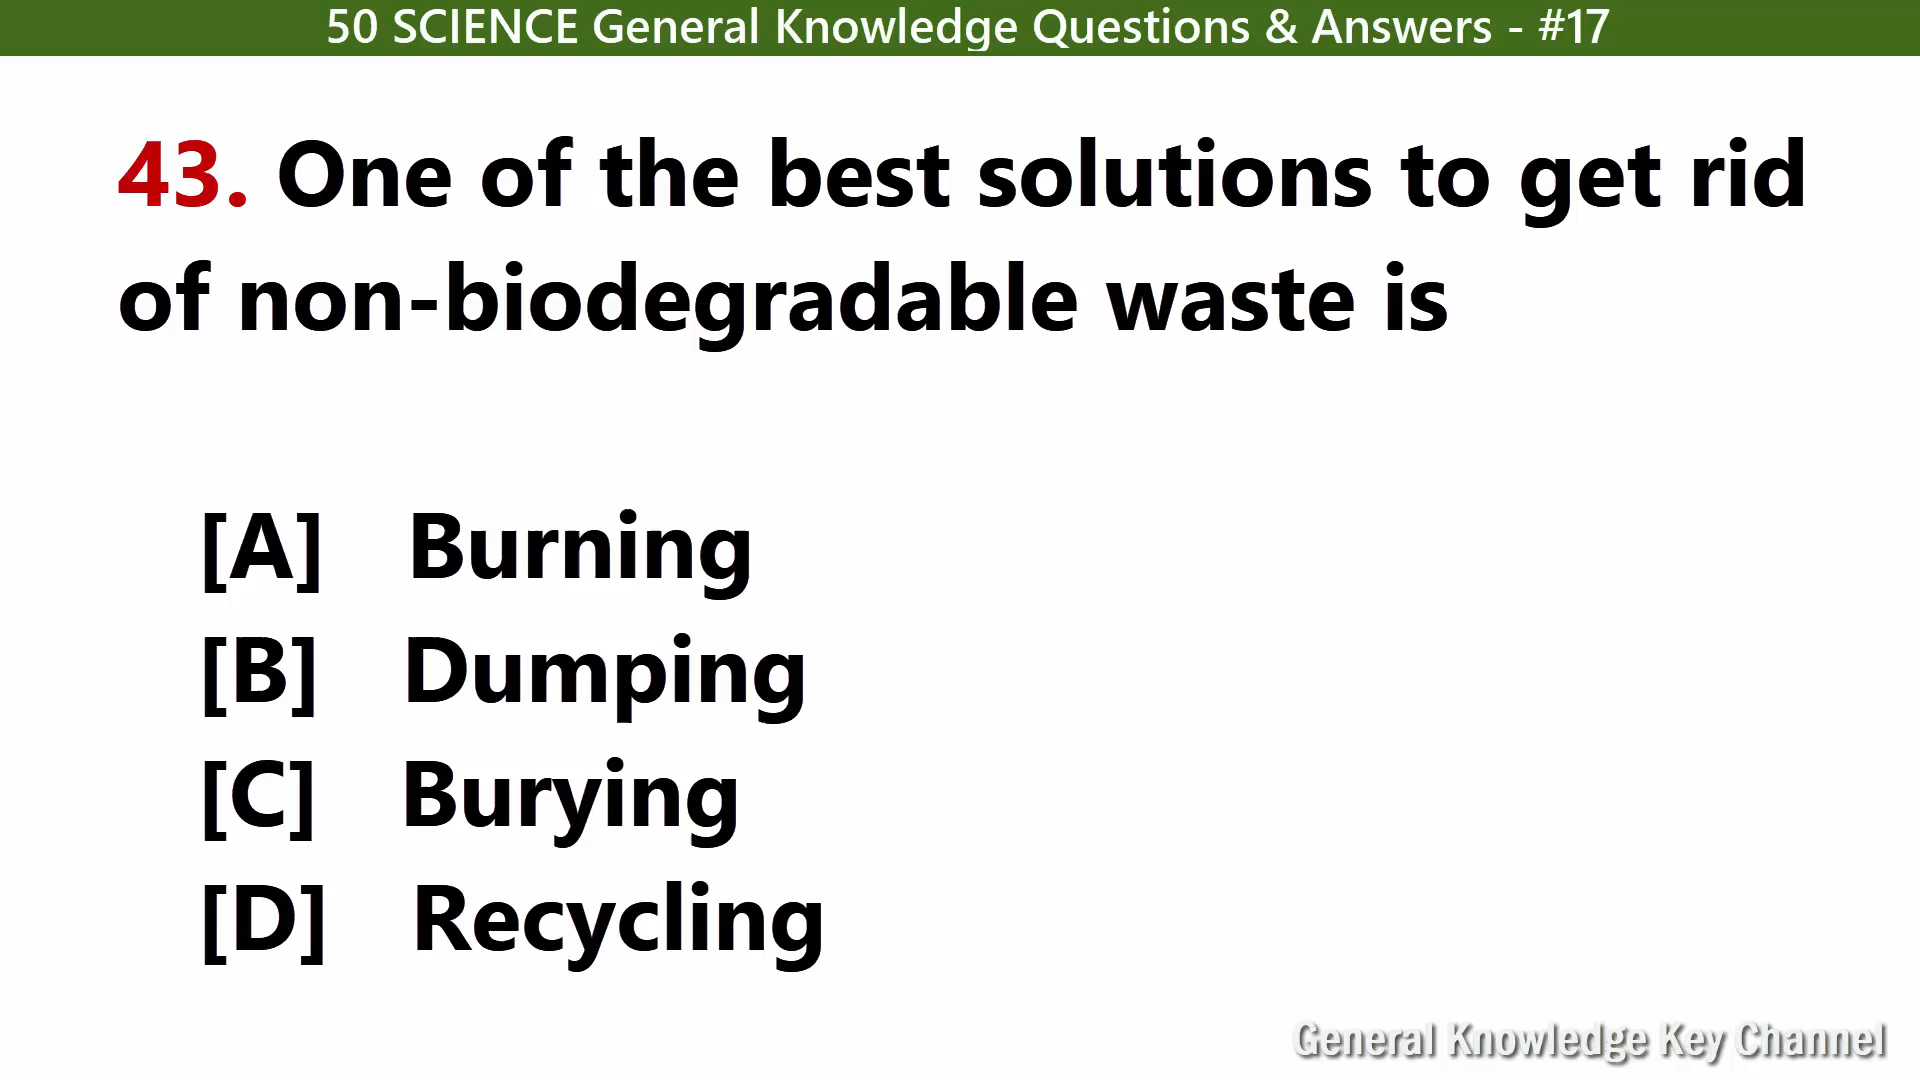 50 SCIENCE General Knowledge Questions & Answers - #17
43. One of the best solutions to get rid
of non-biodegradable waste is
[A] Burning
[B] Dumping
[C] Burying
[D] Recycling
General Knowledge Key Channel